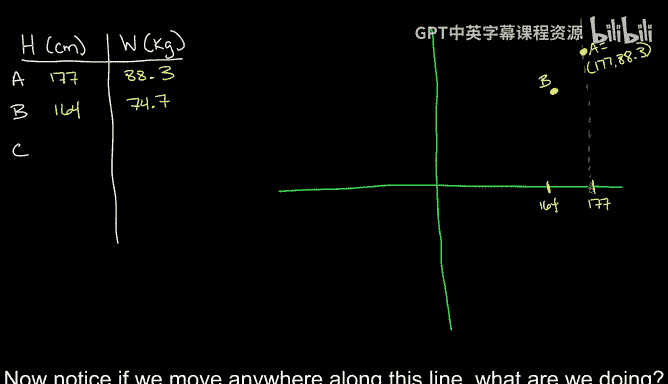 GPT中英字幕课程资源 bilibili
H (cm) W (kg)
A 177 88.3
B 164 74.7
C
A=
(177,88.3)
B
164 177
Now notice if we move anywhere along this line, what are we doing?